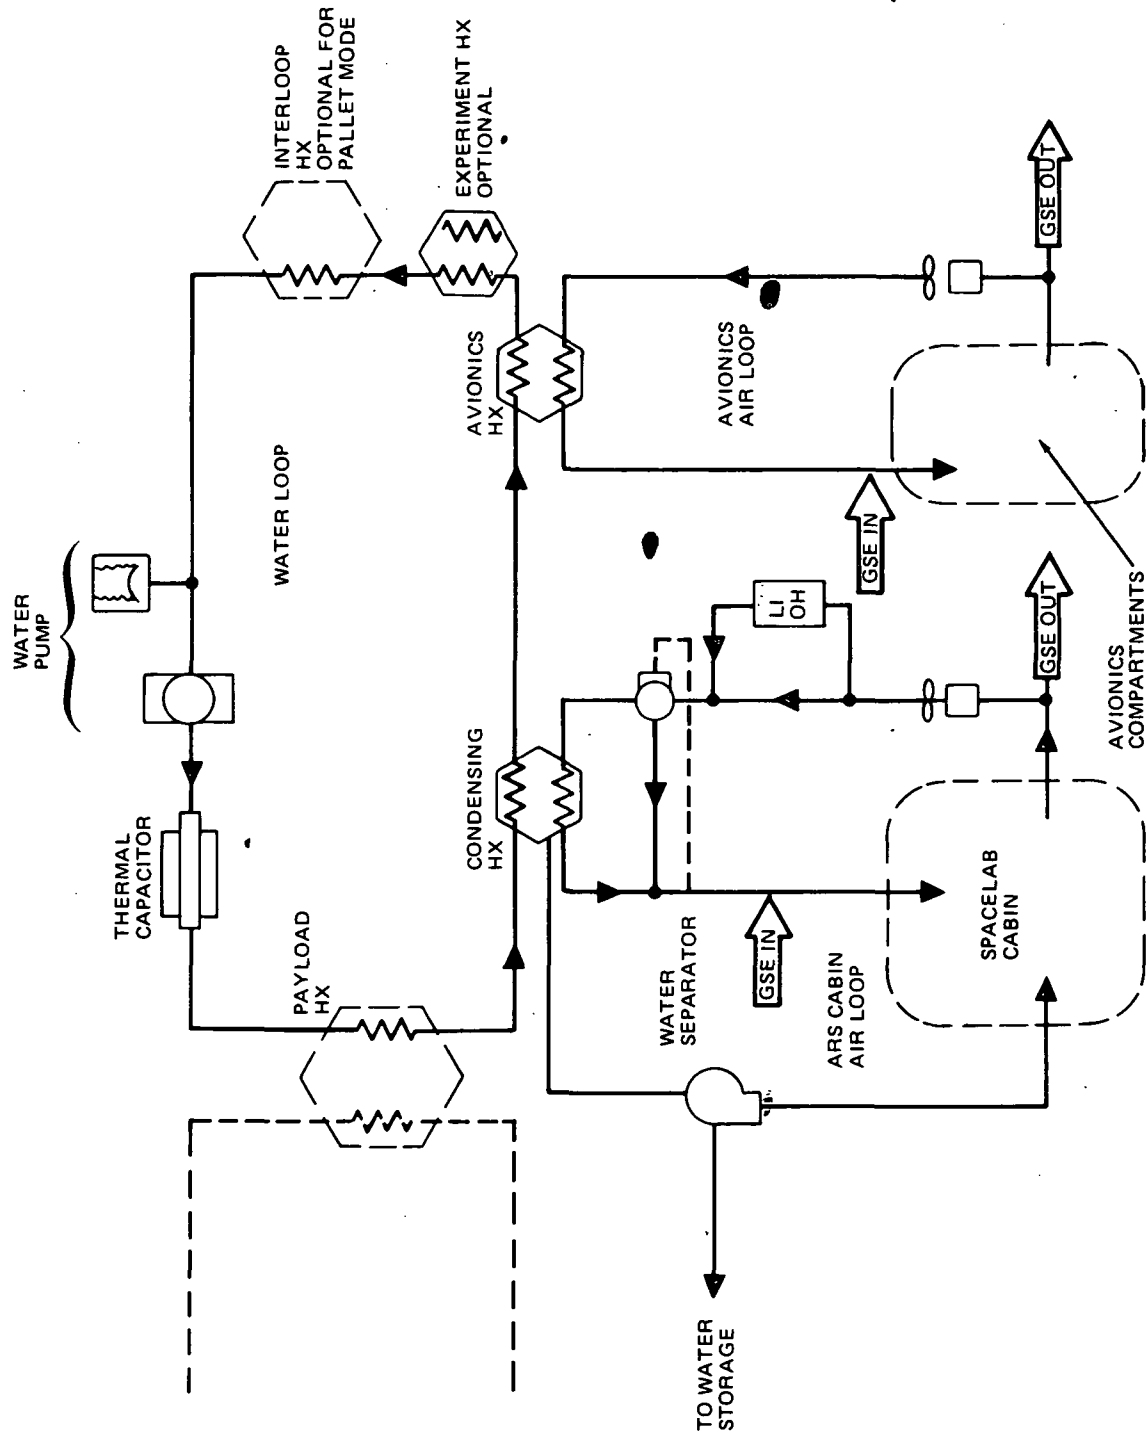 WATER
PUMP
INTERLOOP
HX
OPTIONAL FOR
PALLET MODE
THERMAL
CAPACITOR
WATER LOOP
EXPERIMENT HX
OPTIONAL
PAYLOAD
HX
CONDENSING
HX
AVIONICS
HX
WATER
SEPARATOR
LI
OH
AVIONICS
AIR LOOP
GSE IN
GSE IN
ARS CABIN
AIR LOOP
TO WATER
STORAGE
SPACELAB
CABIN
GSE OUT
GSE OUT
AVIONICS
COMPARTMENTS